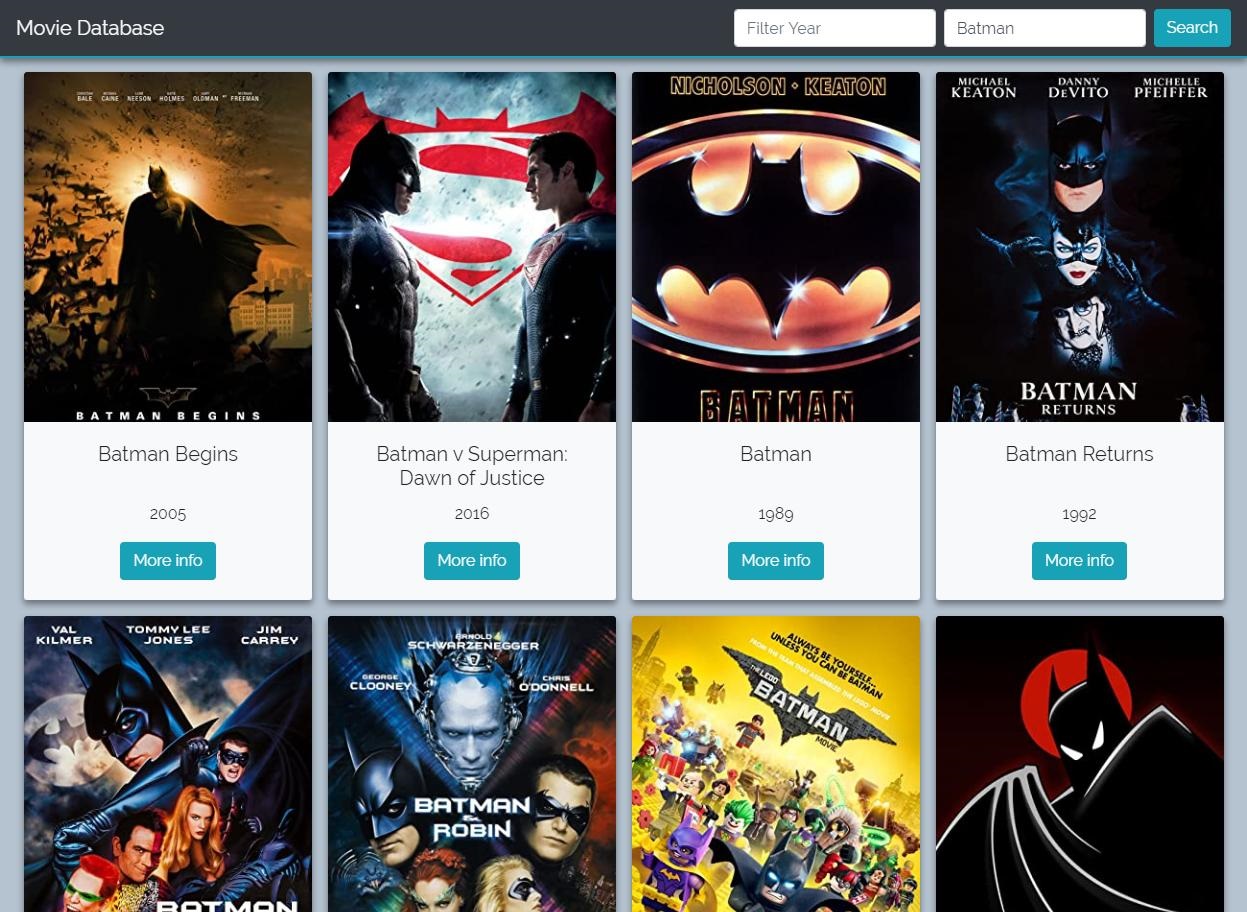 Movie Database
Filter Year
Batman
Search
CHRISTIAN BALE MICHAEL CAINE LIAM NEESON KATIE HOLMES GARY OLDMAN AND MORGAN FREEMAN
BATMAN BEGINS
NICHOLSON • KEATON
BATMAN
MICHAEL KEATON
DANNY DEVITO
MICHELLE PFEIFFER
BATMAN
RETURNS
Batman Begins
Batman v Superman:
Dawn of Justice
Batman
Batman Returns
2005
2016
1989
1992
More info
More info
More info
More info
VAL
KILMER
TOMMY LEE
JONES
JIM
CARREY
BATMAN
ARNOLD
SCHWARZENEGGER
GEORGE
CLOONEY
CHRIS
O'DONNELL
BATMAN
&
ROBIN
ALWAYS BE YOURSELF...
UNLESS YOU CAN BE BATMAN
FROM THE TEAM THAT ASSEMBLED THE LEGO MOVIE
THE LEGO
BATMAN
MOVIE